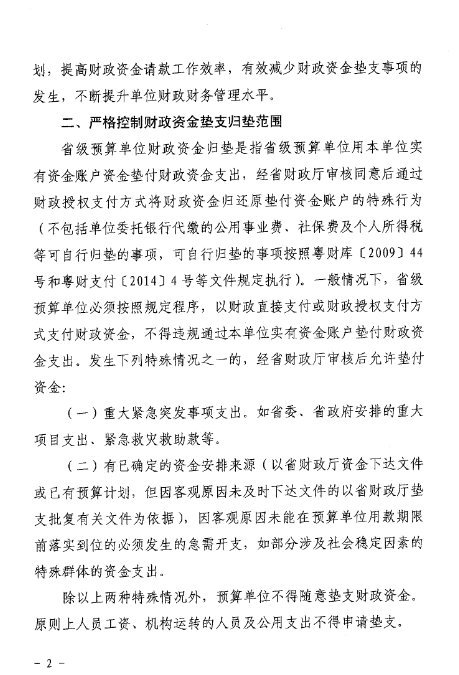 划，提高财政资金请款工作效率，有效减少财政资金垫支事项的
发生，不断提升单位财政财务管理水平。
二、严格控制财政资金垫支归垫范围
省级预算单位财政资金归垫是指省级预算单位用本单位实
有资金账户资金垫付财政资金支出，经省财政厅审核同意后通过
财政授权支付方式将财政资金归还原垫付资金账户的特殊行为
（不包括单位委托银行代缴的公用事业费、社保费及个人所得税
等可自行归垫的事项，可自行归垫的事项按照粤财库〔2009〕44
号和粤财支付〔2014〕4 号等文件规定执行）。一般情况下，省级
预算单位必须按照规定程序，以财政直接支付或财政授权支付方
式支付财政资金，不得违规通过本单位实有资金账户垫付财政资
金支出。发生下列特殊情况之一的，经省财政厅审核后允许垫付
资金：
（一）重大紧急突发事项支出。如省委、省政府安排的重大
项目支出、紧急救灾救助款等。
（二）有已确定的资金安排来源（以省财政厅资金下达文件
或已有预算计划，但因客观原因未及时下达文件的以省财政厅垫
支批复有关文件为依据），因客观原因未能在预算单位用款期限
前落实到位的必须发生的急需开支，如部分涉及社会稳定因素的
特殊群体的资金支出。
除以上两种特殊情况外，预算单位不得随意垫支财政资金。
原则上人员工资、机构运转的人员及公用支出不得申请垫支。
- 2 -